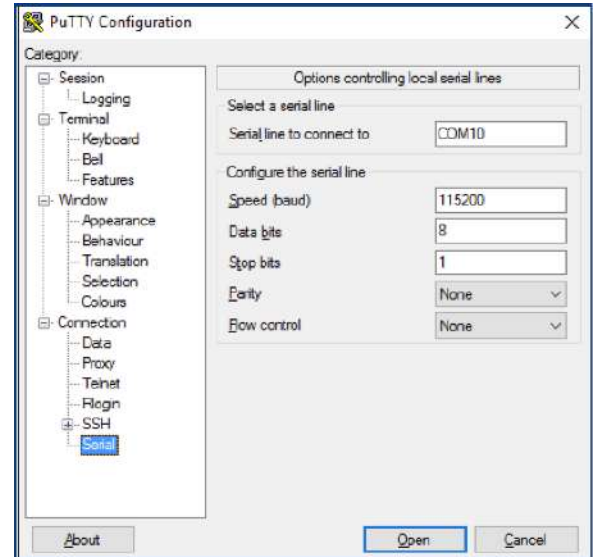 PuTTY Configuration
Category:
Session
Logging
Terminal
Keyboard
Bell
Features
Window
Appearance
Behaviour
Translation
Selection
Colours
Connection
Data
Proxy
Telnet
Rlogin
SSH
Serial
Options controlling local serial lines
Select a serial line
Serial line to connect to COM10
Configure the serial line
Speed (baud) 115200
Data bits 8
Stop bits 1
Parity None
Flow control None
About Open Cancel